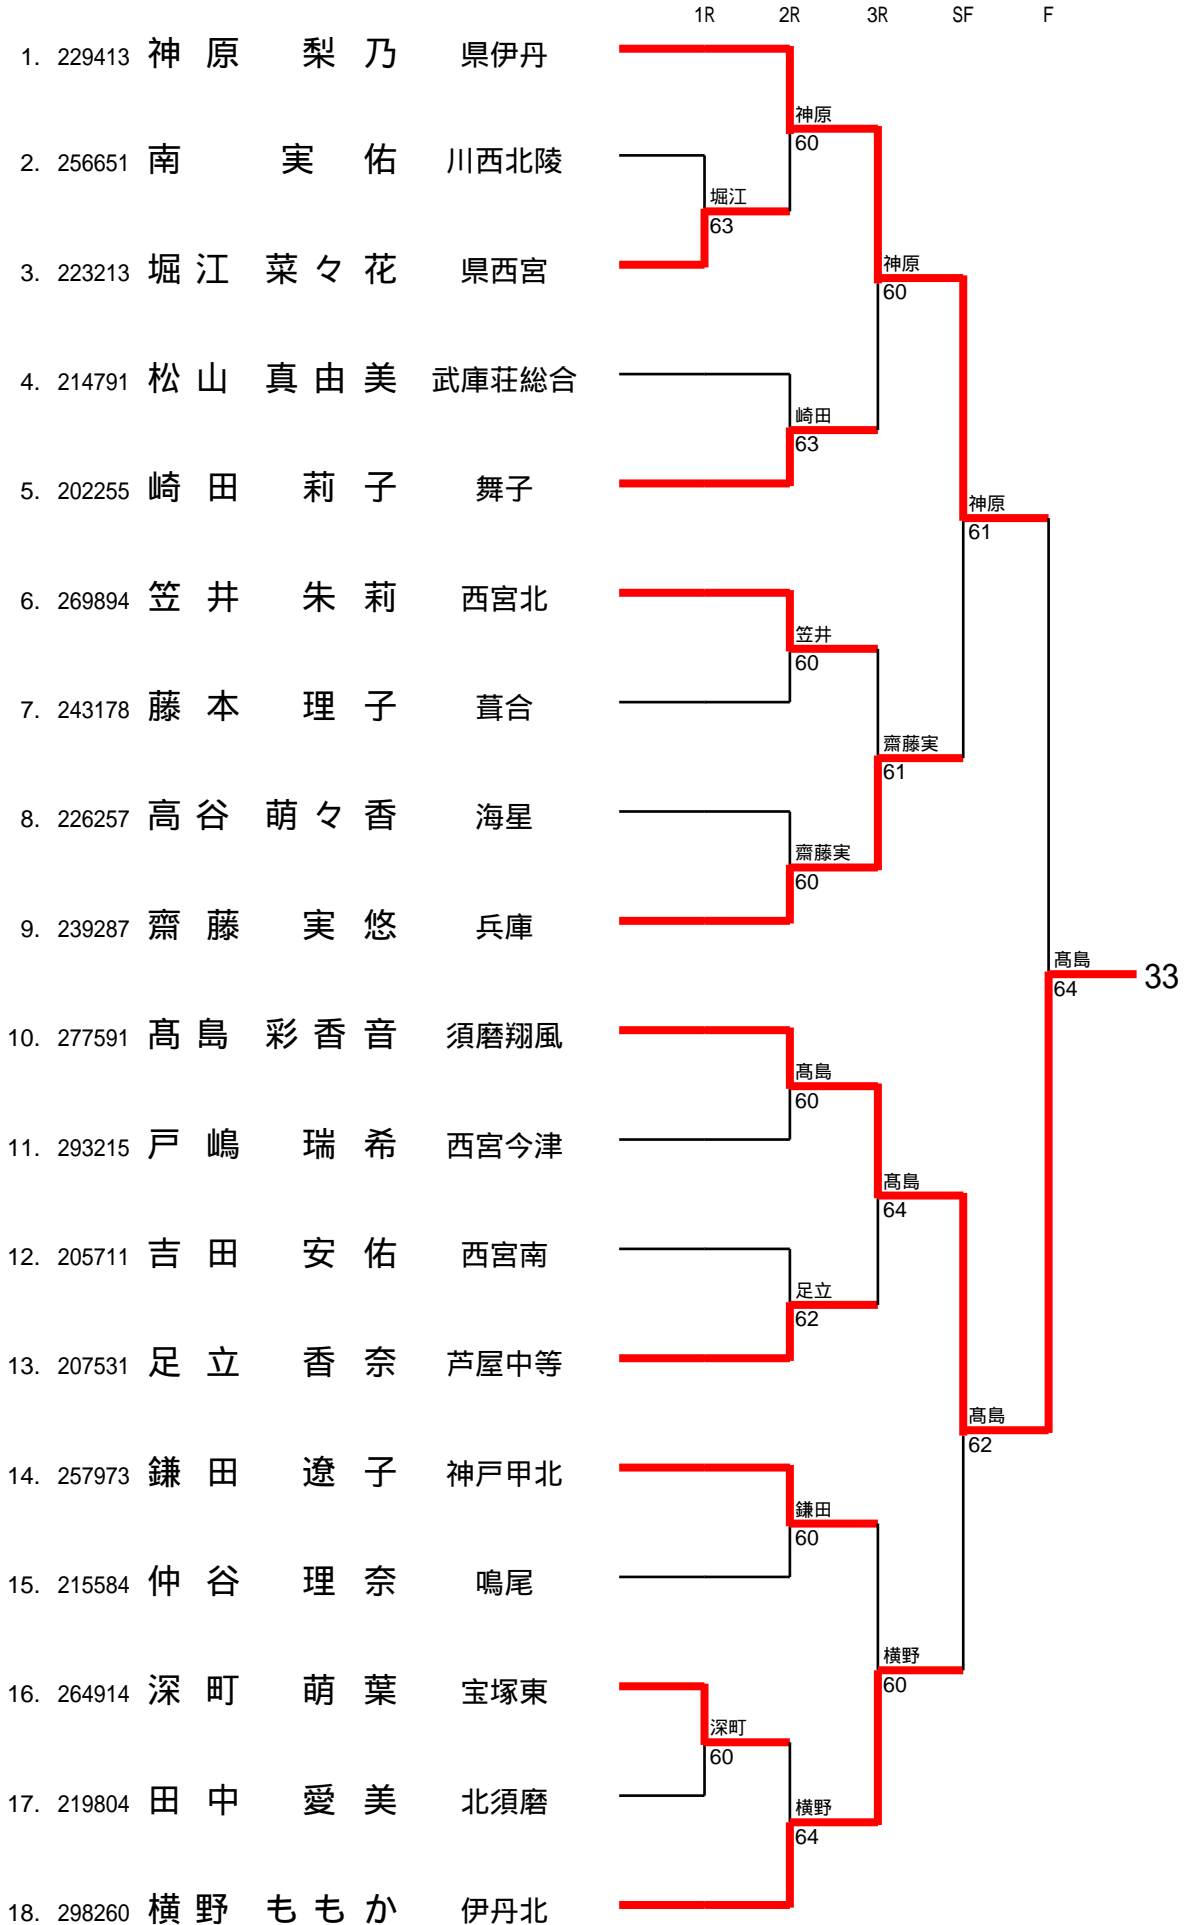 1R 2R 3R SF F
1. 229413 神原 梨乃 県伊丹
神原
60
2. 256651 南 実佑 川西北陵
堀江
63
3. 223213 堀江 菜々花 県西宮
神原
60
4. 214791 松山 真由美 武庫荘総合
崎田
63
5. 202255 崎田 莉子 舞子
神原
61
6. 269894 笠井 朱莉 西宮北
笠井
60
7. 243178 藤本 理子 葺合
齋藤実
61
8. 226257 高谷 萌々香 海星
齋藤実
60
9. 239287 齋藤 実悠 兵庫
髙島
64
33
10. 277591 髙島 彩香音 須磨翔風
髙島
60
11. 293215 戸嶋 瑞希 西宮今津
髙島
64
12. 205711 吉田 安佑 西宮南
足立
62
13. 207531 足立 香奈 芦屋中等
髙島
62
14. 257973 鎌田 遼子 神戸甲北
鎌田
60
15. 215584 仲谷 理奈 鳴尾
横野
60
16. 264914 深町 萌葉 宝塚東
深町
60
17. 219804 田中 愛美 北須磨
横野
64
18. 298260 横野 ももか 伊丹北